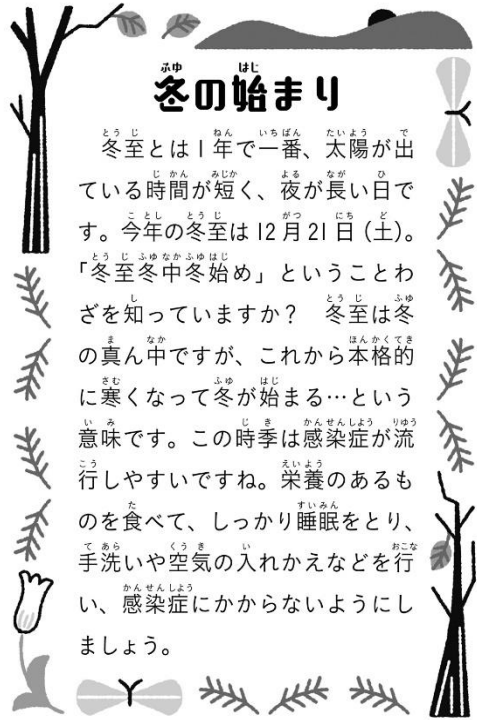 冬の始まり
冬至とは1年で一番、太陽が出
ている時間が短く、夜が長い日で
す。今年の冬至は12月21日(土)。
「冬至冬中冬始め」ということわ
ざを知っていますか？　冬至は冬
の真ん中ですが、これから本格的
に寒くなって冬が始まる…という
意味です。この時季は感染症が流
行しやすいですね。栄養のあるも
のを食べて、しっかり睡眠をとり、
手洗いや空気の入れかえなどを行
い、感染症にかからないようにし
ましょう。